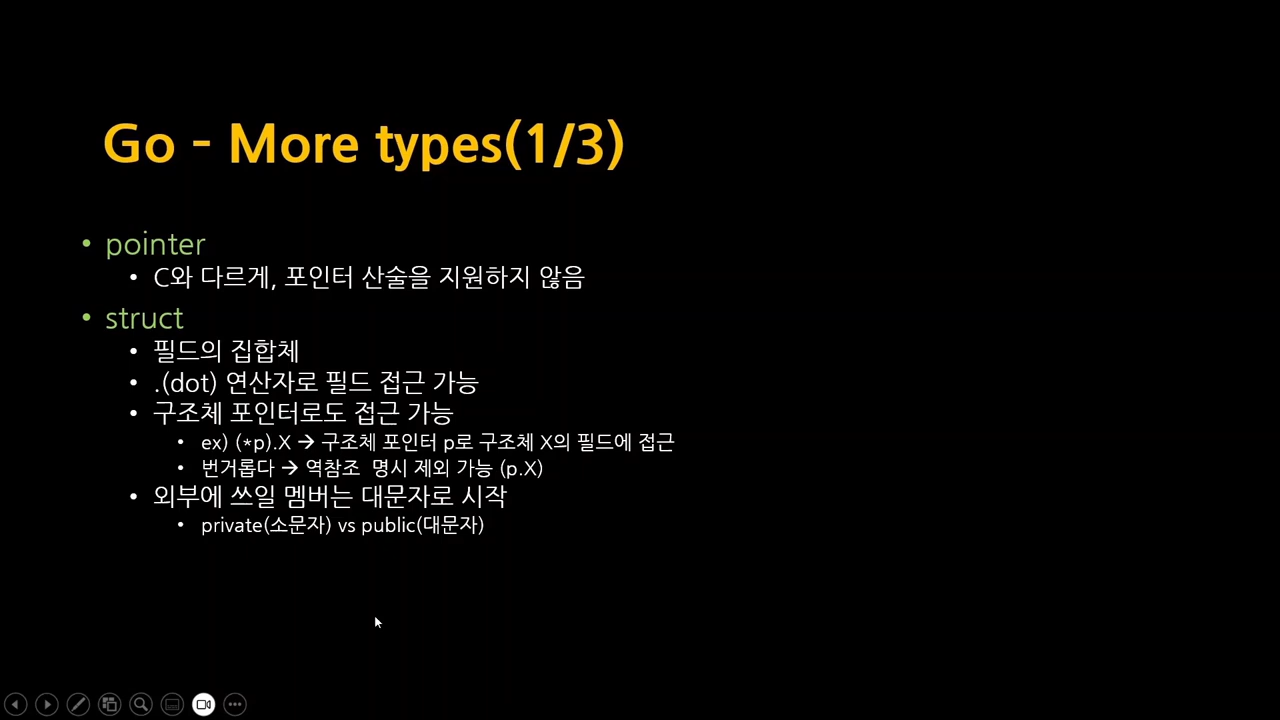 Go - More types(1/3)
• pointer
• C와 다르게, 포인터 산술을 지원하지 않음
• struct
• 필드의 집합체
• .(dot) 연산자로 필드 접근 가능
• 구조체 포인터로도 접근 가능
• ex) (*p).X → 구조체 포인터 p로 구조체 X의 필드에 접근
• 번거롭다 → 역참조 명시 제외 가능 (p.X)
• 외부에 쓰일 멤버는 대문자로 시작
• private(소문자) vs public(대문자)